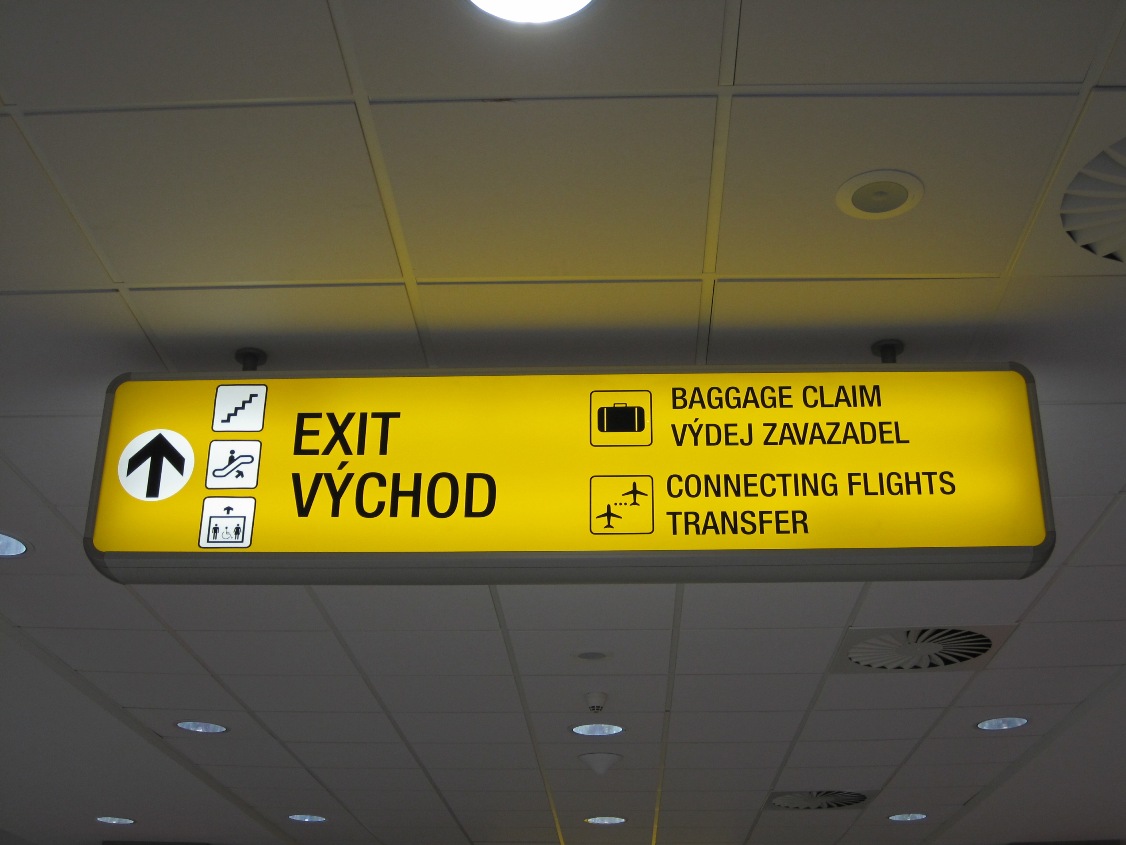 EXIT
VÝCHOD
BAGGAGE CLAIM
VÝDEJ ZAVAZADEL
CONNECTING FLIGHTS
TRANSFER